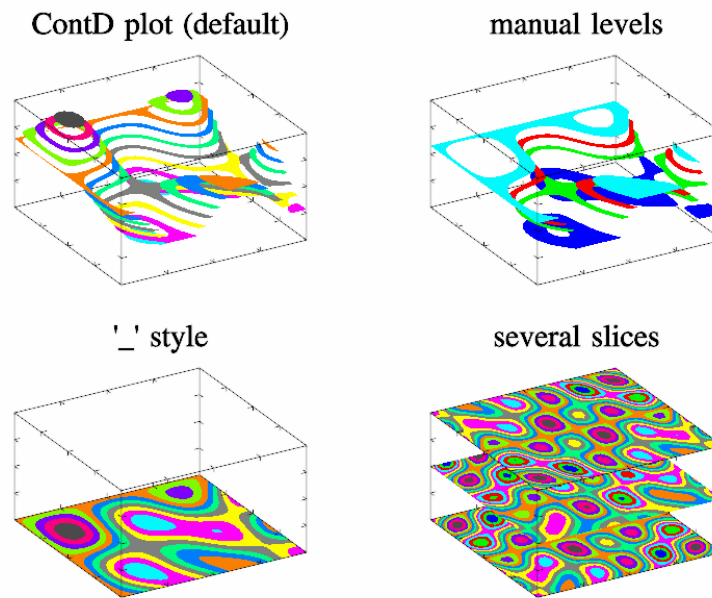 ContD plot (default)
manual levels
'_' style
several slices